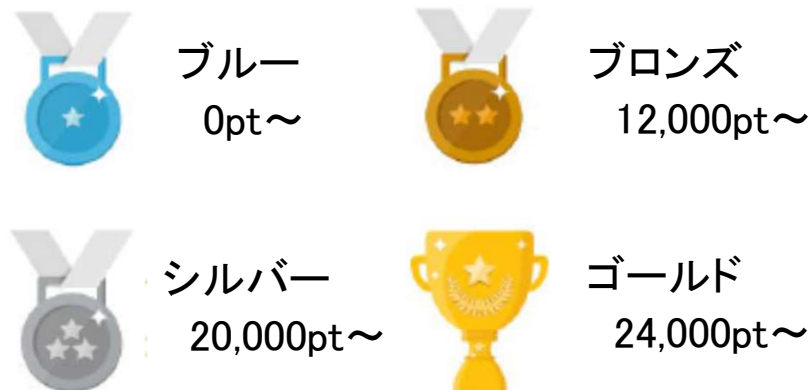 ブルー
0pt～
ブロンズ
12,000pt～
シルバー
20,000pt～
ゴールド
24,000pt～